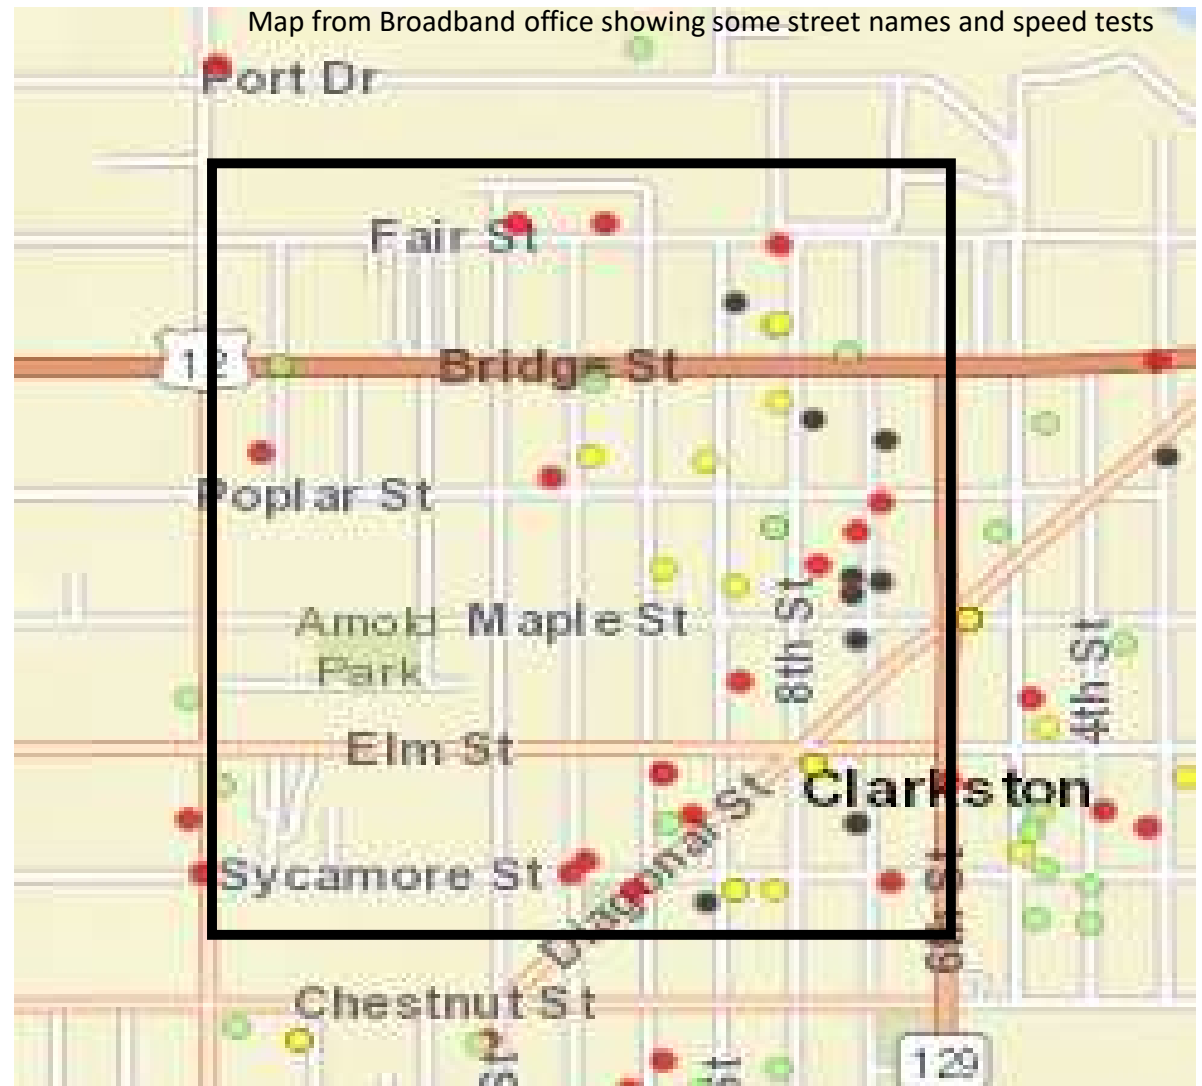 Map from Broadband office showing some street names and speed tests
Port Dr
Fair St
12
Bridge St
Poplar St
Arnold
Park
Maple St
8th St
4th St
Elm St
Clarkston
Sycamore St
Diagonal St
6th St
Chestnut St
129
St
St